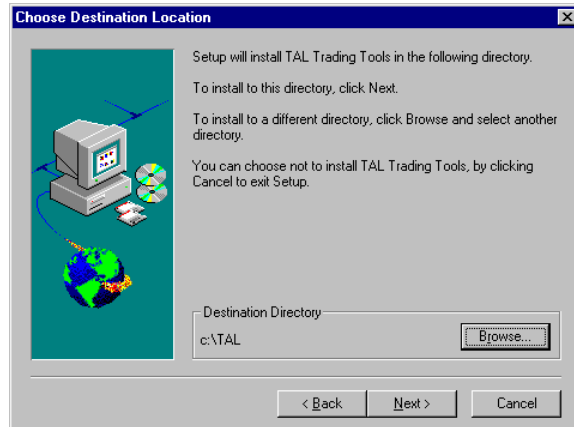 Choose Destination Location
Setup will install TAL Trading Tools in the following directory.
To install to this directory, click Next.
To install to a different directory, click Browse and select another
directory.
You can choose not to install TAL Trading Tools, by clicking
Cancel to exit Setup.
Destination Directory
c:\TAL
Browse...
< Back
Next >
Cancel